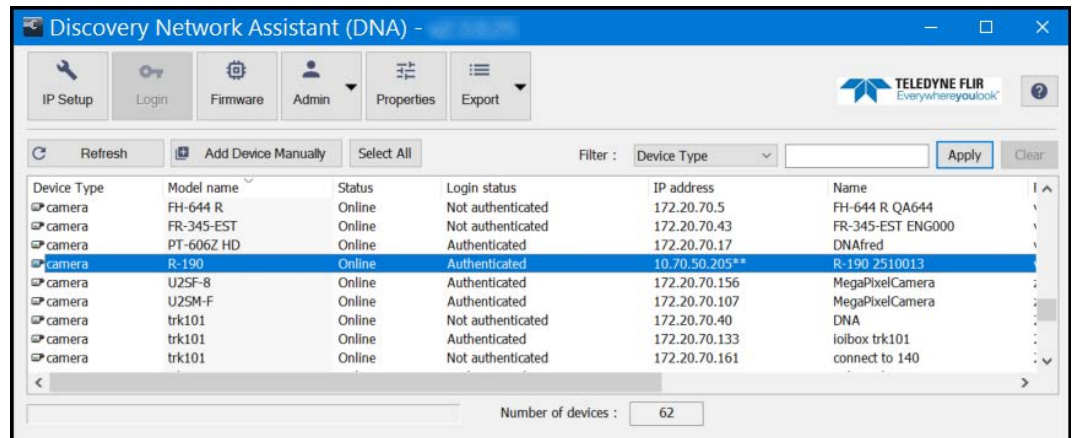 Discovery Network Assistant (DNA) -
IP Setup Login Firmware Admin Properties Export
TELEDYNE FLIR
Everywhereyoulook
Refresh Add Device Manually Select All Filter : Device Type Apply Clear
Device Type Model name Status Login status IP address Name
camera FH-644 R Online Not authenticated 172.20.70.5 FH-644 R QA644
camera FR-345-EST Online Not authenticated 172.20.70.43 FR-345-EST ENG000
camera PT-606Z HD Online Authenticated 172.20.70.17 DNAfred
camera R-190 Online Authenticated 10.70.50.205** R-190 2510013
camera U2SF-8 Online Authenticated 172.20.70.156 MegaPixelCamera
camera U2SM-F Online Authenticated 172.20.70.107 MegaPixelCamera
camera trk101 Online Not authenticated 172.20.70.40 DNA
camera trk101 Online Authenticated 172.20.70.133 ioibox trk101
camera trk101 Online Not authenticated 172.20.70.161 connect to 140
Number of devices : 62